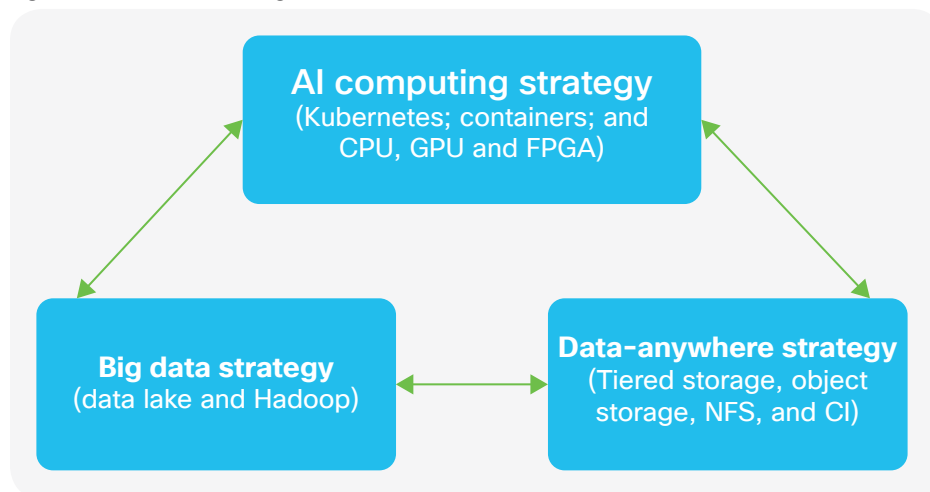 AI computing strategy
(Kubernetes; containers; and
CPU, GPU and FPGA)
Big data strategy
(data lake and Hadoop)
Data-anywhere strategy
(Tiered storage, object
storage, NFS, and CI)